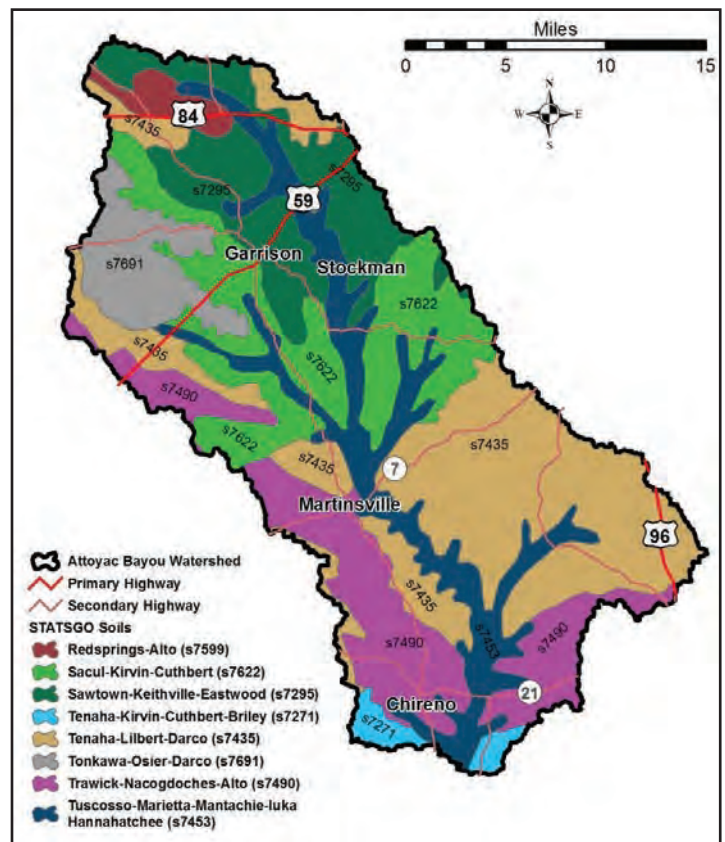 Miles
0 5 10 15
N
W E
S
84
s7435
s7295
s7295
59
Garrison
Stockman
s7691
s7622
s7435
s7622
s7490
s7622
s7435
7
s7435
Martinsville
96
Attoyac Bayou Watershed
Primary Highway
Secondary Highway
STATSGO Soils
Redsprings-Alto (s7599)
Sacul-Kirvin-Cuthbert (s7622)
Sawtown-Keithville-Eastwood (s7295)
Tenaha-Kirvin-Cuthbert-Briley (s7271)
Tenaha-Lilbert-Darco (s7435)
Tonkawa-Osier-Darco (s7691)
Trawick-Nacogdoches-Alto (s7490)
Tuscosso-Marietta-Mantachie-Iuka
Hannahatchee (s7453)
s7435
s7490
s7453
s7490
Chireno
21
s7271